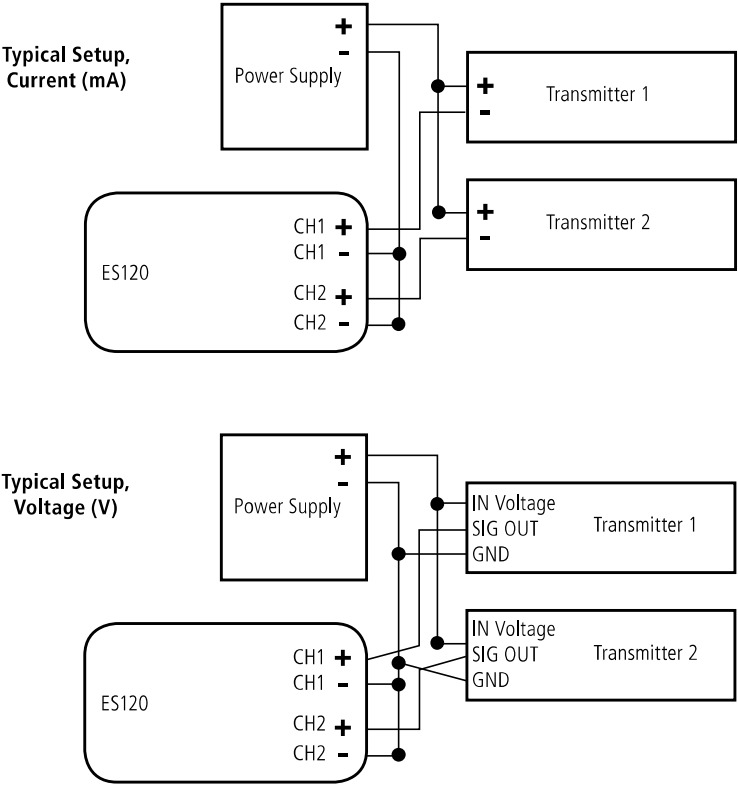 Typical Setup,
Current (mA)
+
-
Power Supply
+
-
Transmitter 1
+
-
Transmitter 2
ES120
CH1 +
CH1 -
CH2 +
CH2 -
Typical Setup,
Voltage (V)
+
-
Power Supply
IN Voltage
SIG OUT
GND
Transmitter 1
IN Voltage
SIG OUT
GND
Transmitter 2
ES120
CH1 +
CH1 -
CH2 +
CH2 -